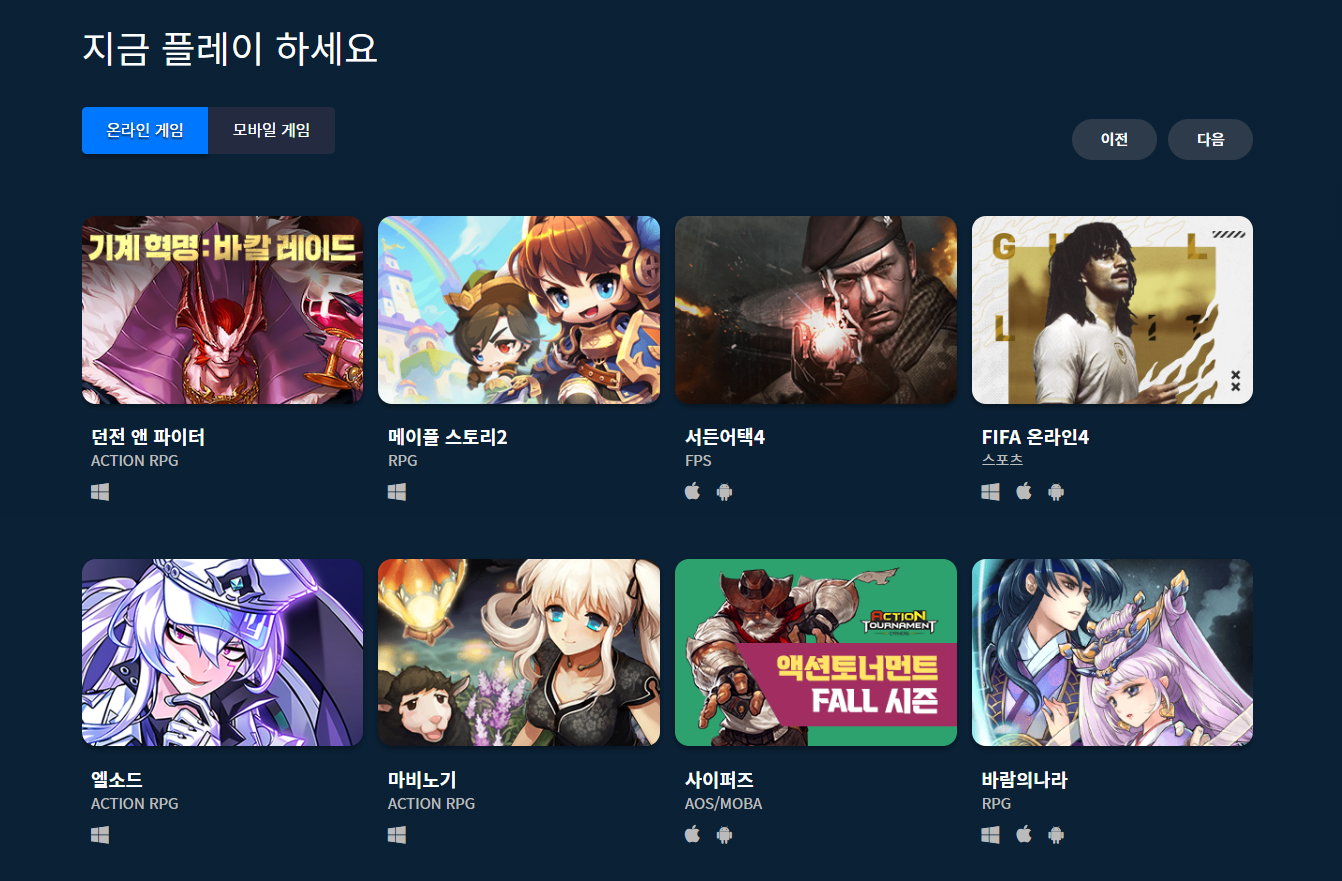 지금 플레이 하세요
온라인 게임
모바일 게임
이전
다음
기계 혁명 : 바칼 레이드
G U L
L I T
던전 앤 파이터
ACTION RPG
메이플 스토리2
RPG
서든어택4
FPS
FIFA 온라인4
스포츠
ACTION
TOURNAMENT
CYPHERS
액션토너먼트
FALL 시즌
엘소드
ACTION RPG
마비노기
ACTION RPG
사이퍼즈
AOS/MOBA
바람의나라
RPG